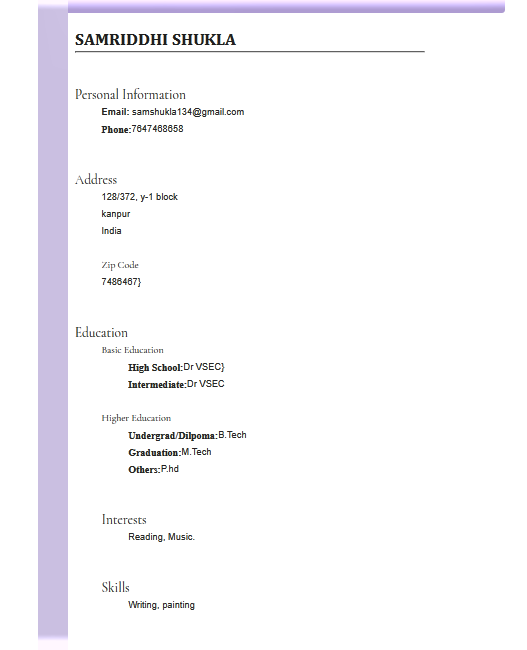 SAMRIDDHI SHUKLA
Personal Information
Email: samshukla134@gmail.com
Phone:7647468658
Address
128/372, y-1 block
kanpur
India
Zip Code
7486467}
Education
Basic Education
High School:Dr VSEC}
Intermediate:Dr VSEC
Higher Education
Undergrad/Dilpoma:B.Tech
Graduation:M.Tech
Others:P.hd
Interests
Reading, Music.
Skills
Writing, painting